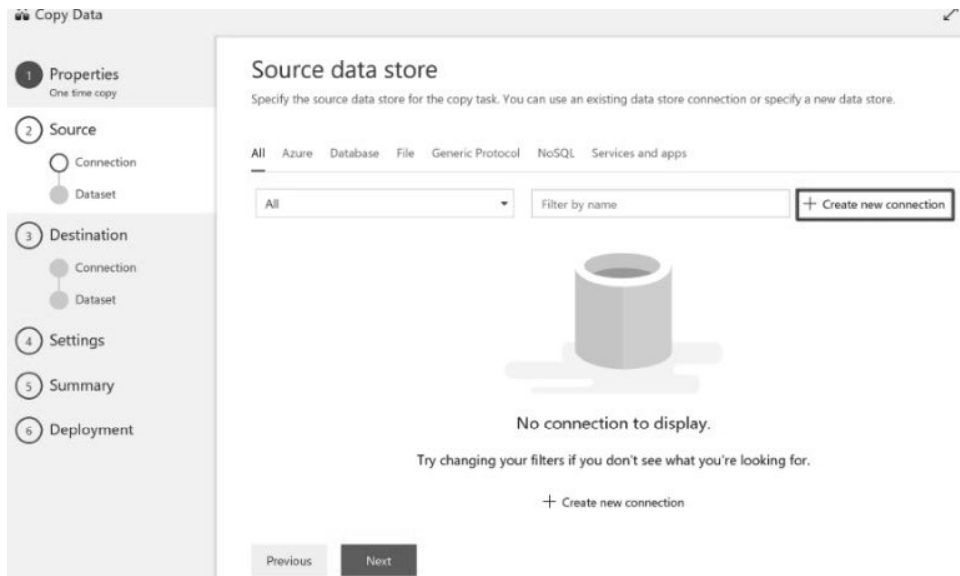 Copy Data
1 Properties
One time copy
2 Source
Connection
Dataset
3 Destination
Connection
Dataset
4 Settings
5 Summary
6 Deployment
Source data store
Specify the source data store for the copy task. You can use an existing data store connection or specify a new data store.
All Azure Database File Generic Protocol NoSQL Services and apps
All Filter by name + Create new connection
No connection to display.
Try changing your filters if you don't see what you're looking for.
+ Create new connection
Previous Next